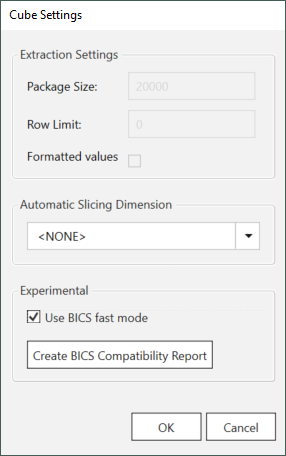 Cube Settings
Extraction Settings
Package Size:
20000
Row Limit:
0
Formatted values
Automatic Slicing Dimension
<NONE>
Experimental
Use BICS fast mode
Create BICS Compatibility Report
OK
Cancel